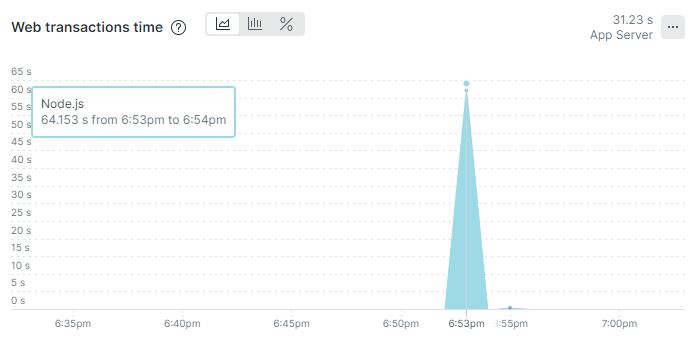 Web transactions time ?
%
31.23 s
App Server
65 s
60 s
55 s
50 s
45 s
40 s
35 s
30 s
25 s
20 s
15 s
10 s
5 s
0 s
Node.js
64.153 s from 6:53pm to 6:54pm
6:35pm 6:40pm 6:45pm 6:50pm 6:53pm :55pm 7:00pm